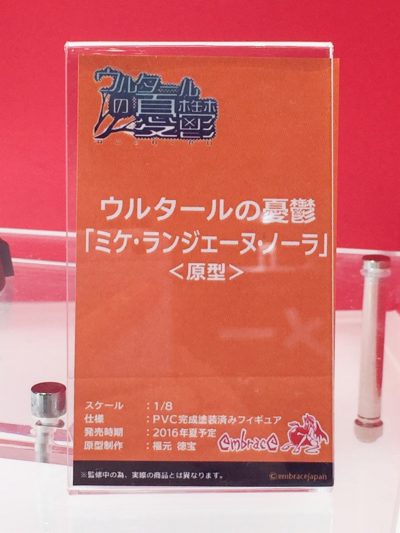 ウルタール
の憂鬱
ウルタールの憂鬱
「ミケ・ランジェーヌ・ノーラ」
<原型>
スケール :1/8
仕様 :PVC完成塗装済みフィギュア
発売時期 :2016年夏予定
原型制作 :福元 徳宝
embrace
※監修中の為、実際の商品とは異なります。
©embracejapan